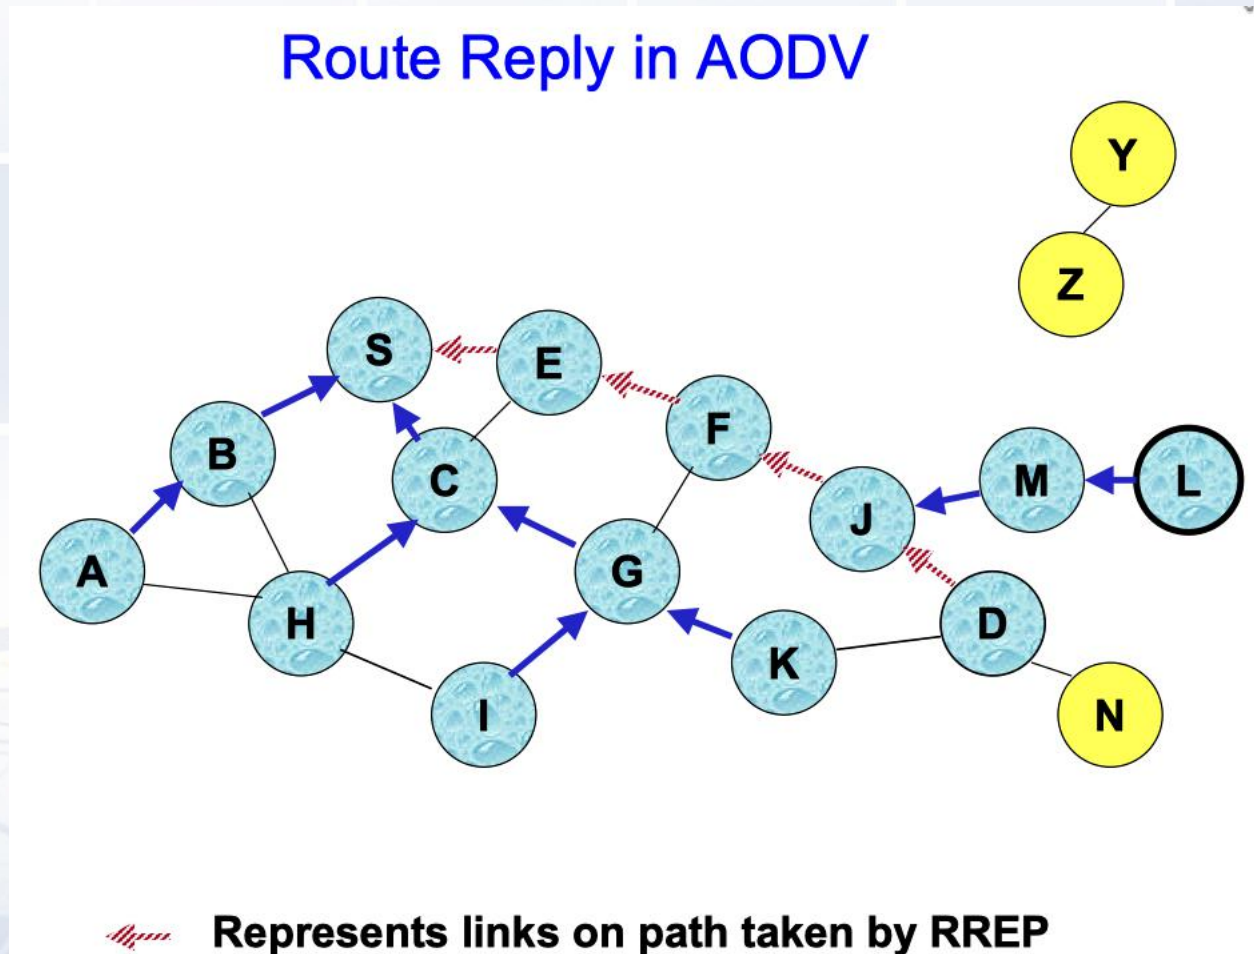 Route Reply in AODV
Y
Z
S
E
F
B
C
M
L
J
A
G
H
D
K
I
N
Represents links on path taken by RREP